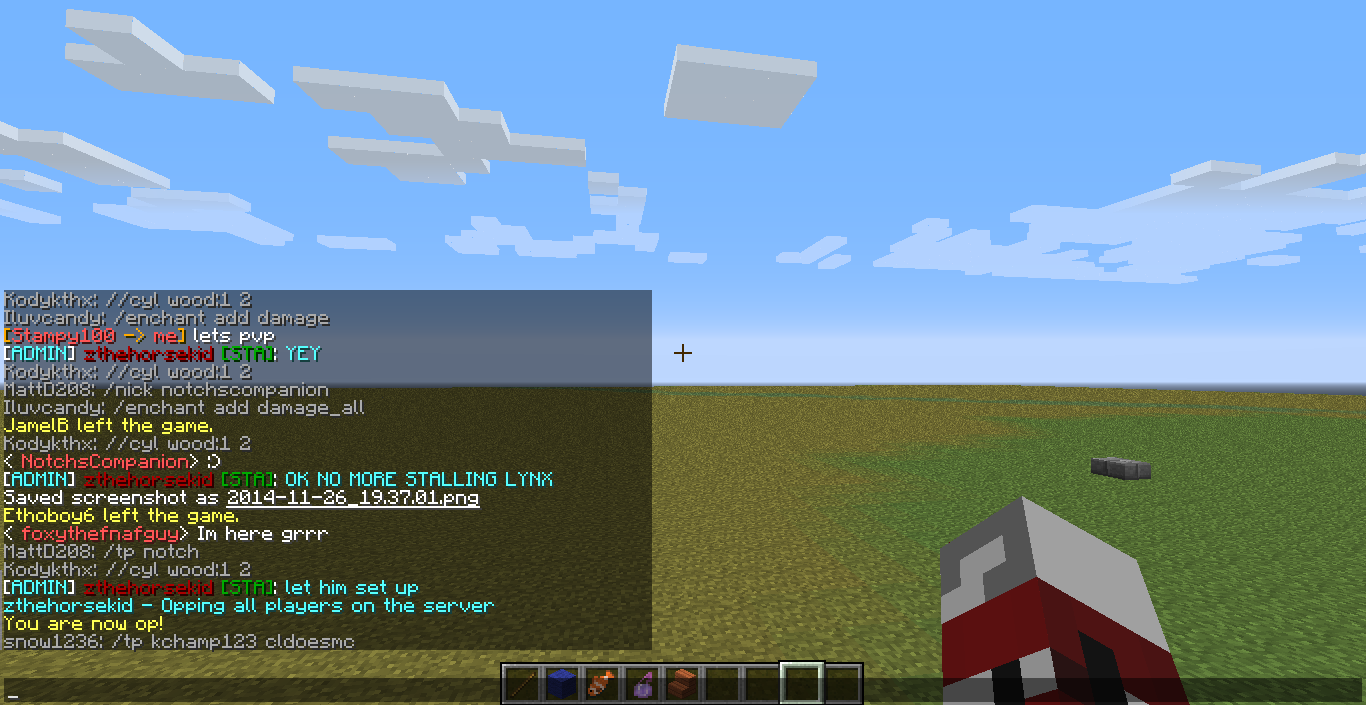 Kodykthx: //cyl wood:1 2
Iluvcandy: /enchant add damage
[Stampy100 -> me] lets pvp
[ADMIN] zthehorsekid [STA]: YEY
Kodykthx: //cyl wood:1 2
MattD208: /nick notchscompanion
Iluvcandy: /enchant add damage_all
JamelB left the game.
Kodykthx: //cyl wood:1 2
< NotchsCompanion> :)
[ADMIN] zthehorsekid [STA]: OK NO MORE STALLING LYNX
Saved screenshot as 2014-11-26_19.37.01.png
Ethoboy6 left the game.
< foxythefnafguy> Im here grrr
MattD208: /tp notch
Kodykthx: //cyl wood:1 2
[ADMIN] zthehorsekid [STA]: let him set up
zthehorsekid - Opping all players on the server
You are now op!
snow1236: /tp kchamp123 cldoesmc
_